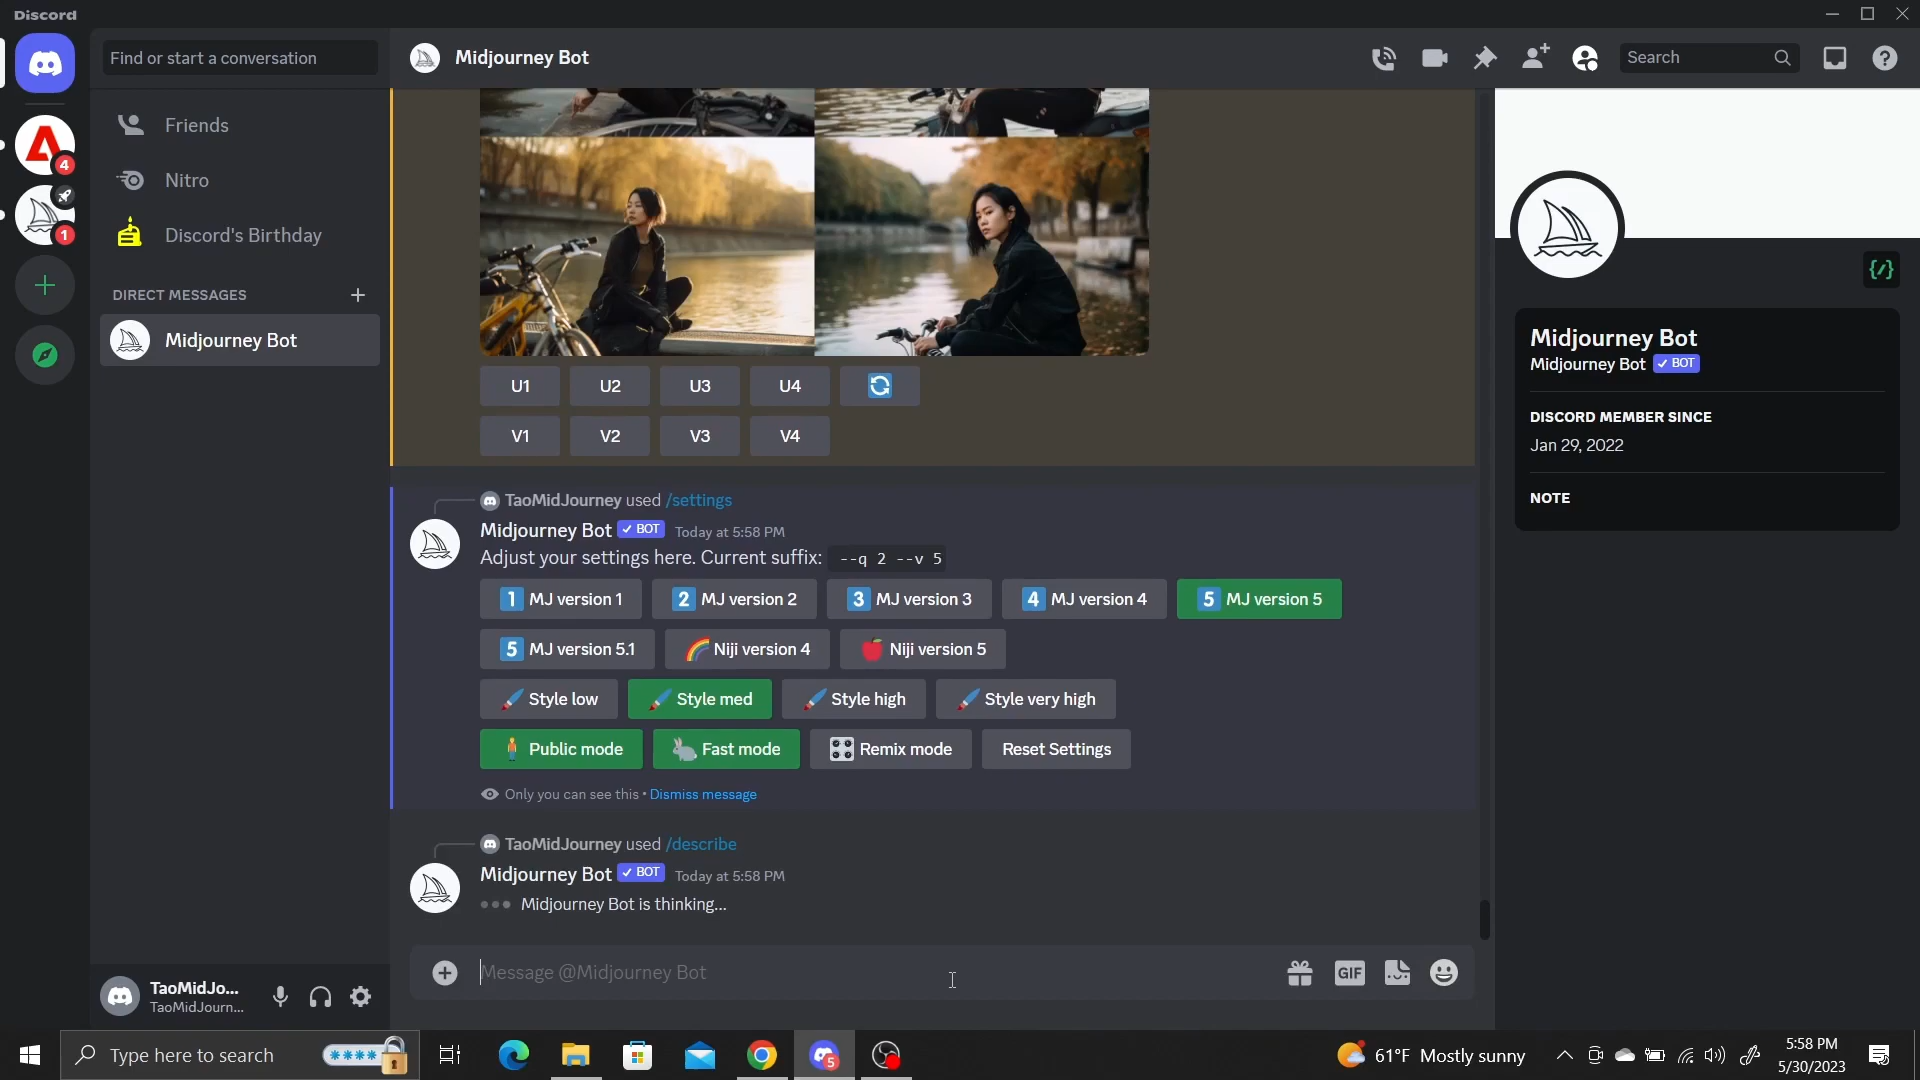 Discord
Find or start a conversation
Midjourney Bot
Search
Friends
Nitro
Discord's Birthday
DIRECT MESSAGES
Midjourney Bot
4
1
U1 U2 U3 U4
V1 V2 V3 V4
TaoMidJourney used /settings
Midjourney Bot BOT Today at 5:58 PM
Adjust your settings here. Current suffix: --q 2 --v 5
1 MJ version 1 2 MJ version 2 3 MJ version 3 4 MJ version 4 5 MJ version 5
5 MJ version 5.1 Niji version 4 Niji version 5
Style low Style med Style high Style very high
Public mode Fast mode Remix mode Reset Settings
Only you can see this • Dismiss message
TaoMidJourney used /describe
Midjourney Bot BOT Today at 5:58 PM
Midjourney Bot is thinking...
Message @Midjourney Bot
GIF
TaoMidJo...
TaoMidJourn...
Midjourney Bot
Midjourney Bot BOT
DISCORD MEMBER SINCE
Jan 29, 2022
NOTE
Type here to search
****
5
61°F Mostly sunny
5:58 PM
5/30/2023